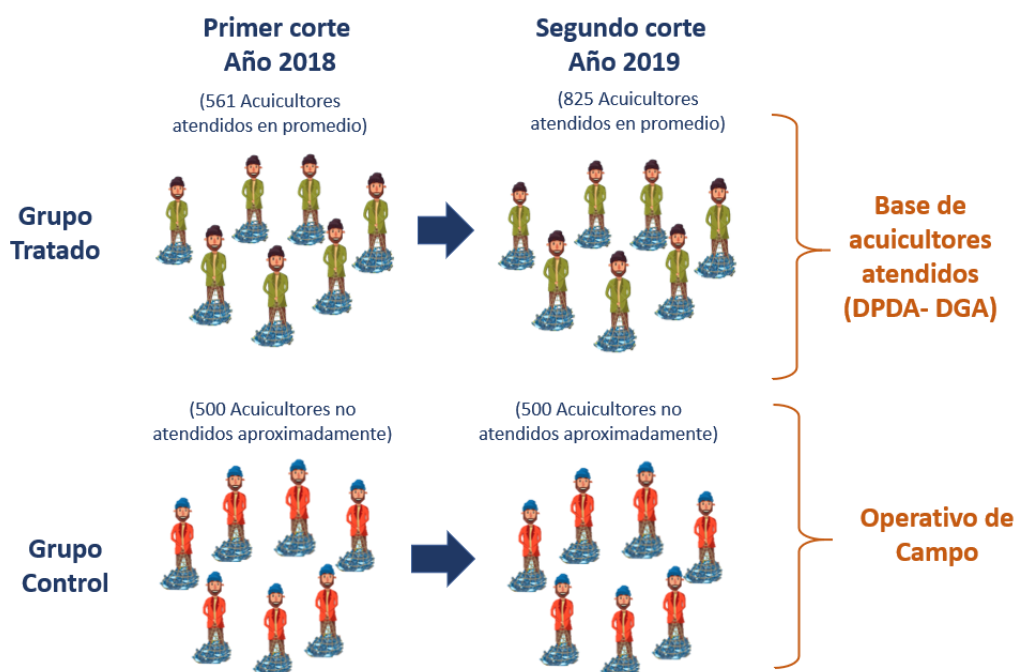 Primer corte
Año 2018
Segundo corte
Año 2019
(561 Acuicultores
atendidos en promedio)
(825 Acuicultores
atendidos en promedio)
Grupo
Tratado
Base de
acuicultores
atendidos
(DPDA- DGA)
(500 Acuicultores no
atendidos aproximadamente)
(500 Acuicultores no
atendidos aproximadamente)
Grupo
Control
Operativo de
Campo